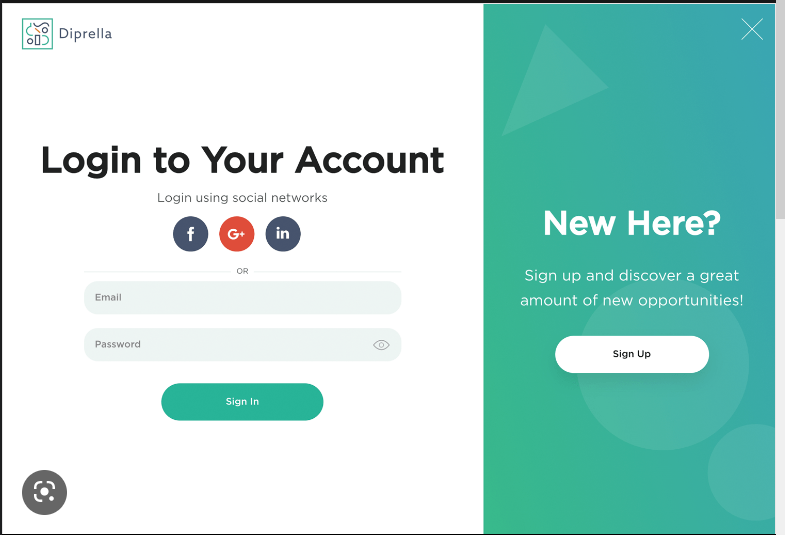 Diprella
Login to Your Account
Login using social networks
f
G+
in
OR
Email
Password
Sign In
New Here?
Sign up and discover a great
amount of new opportunities!
Sign Up